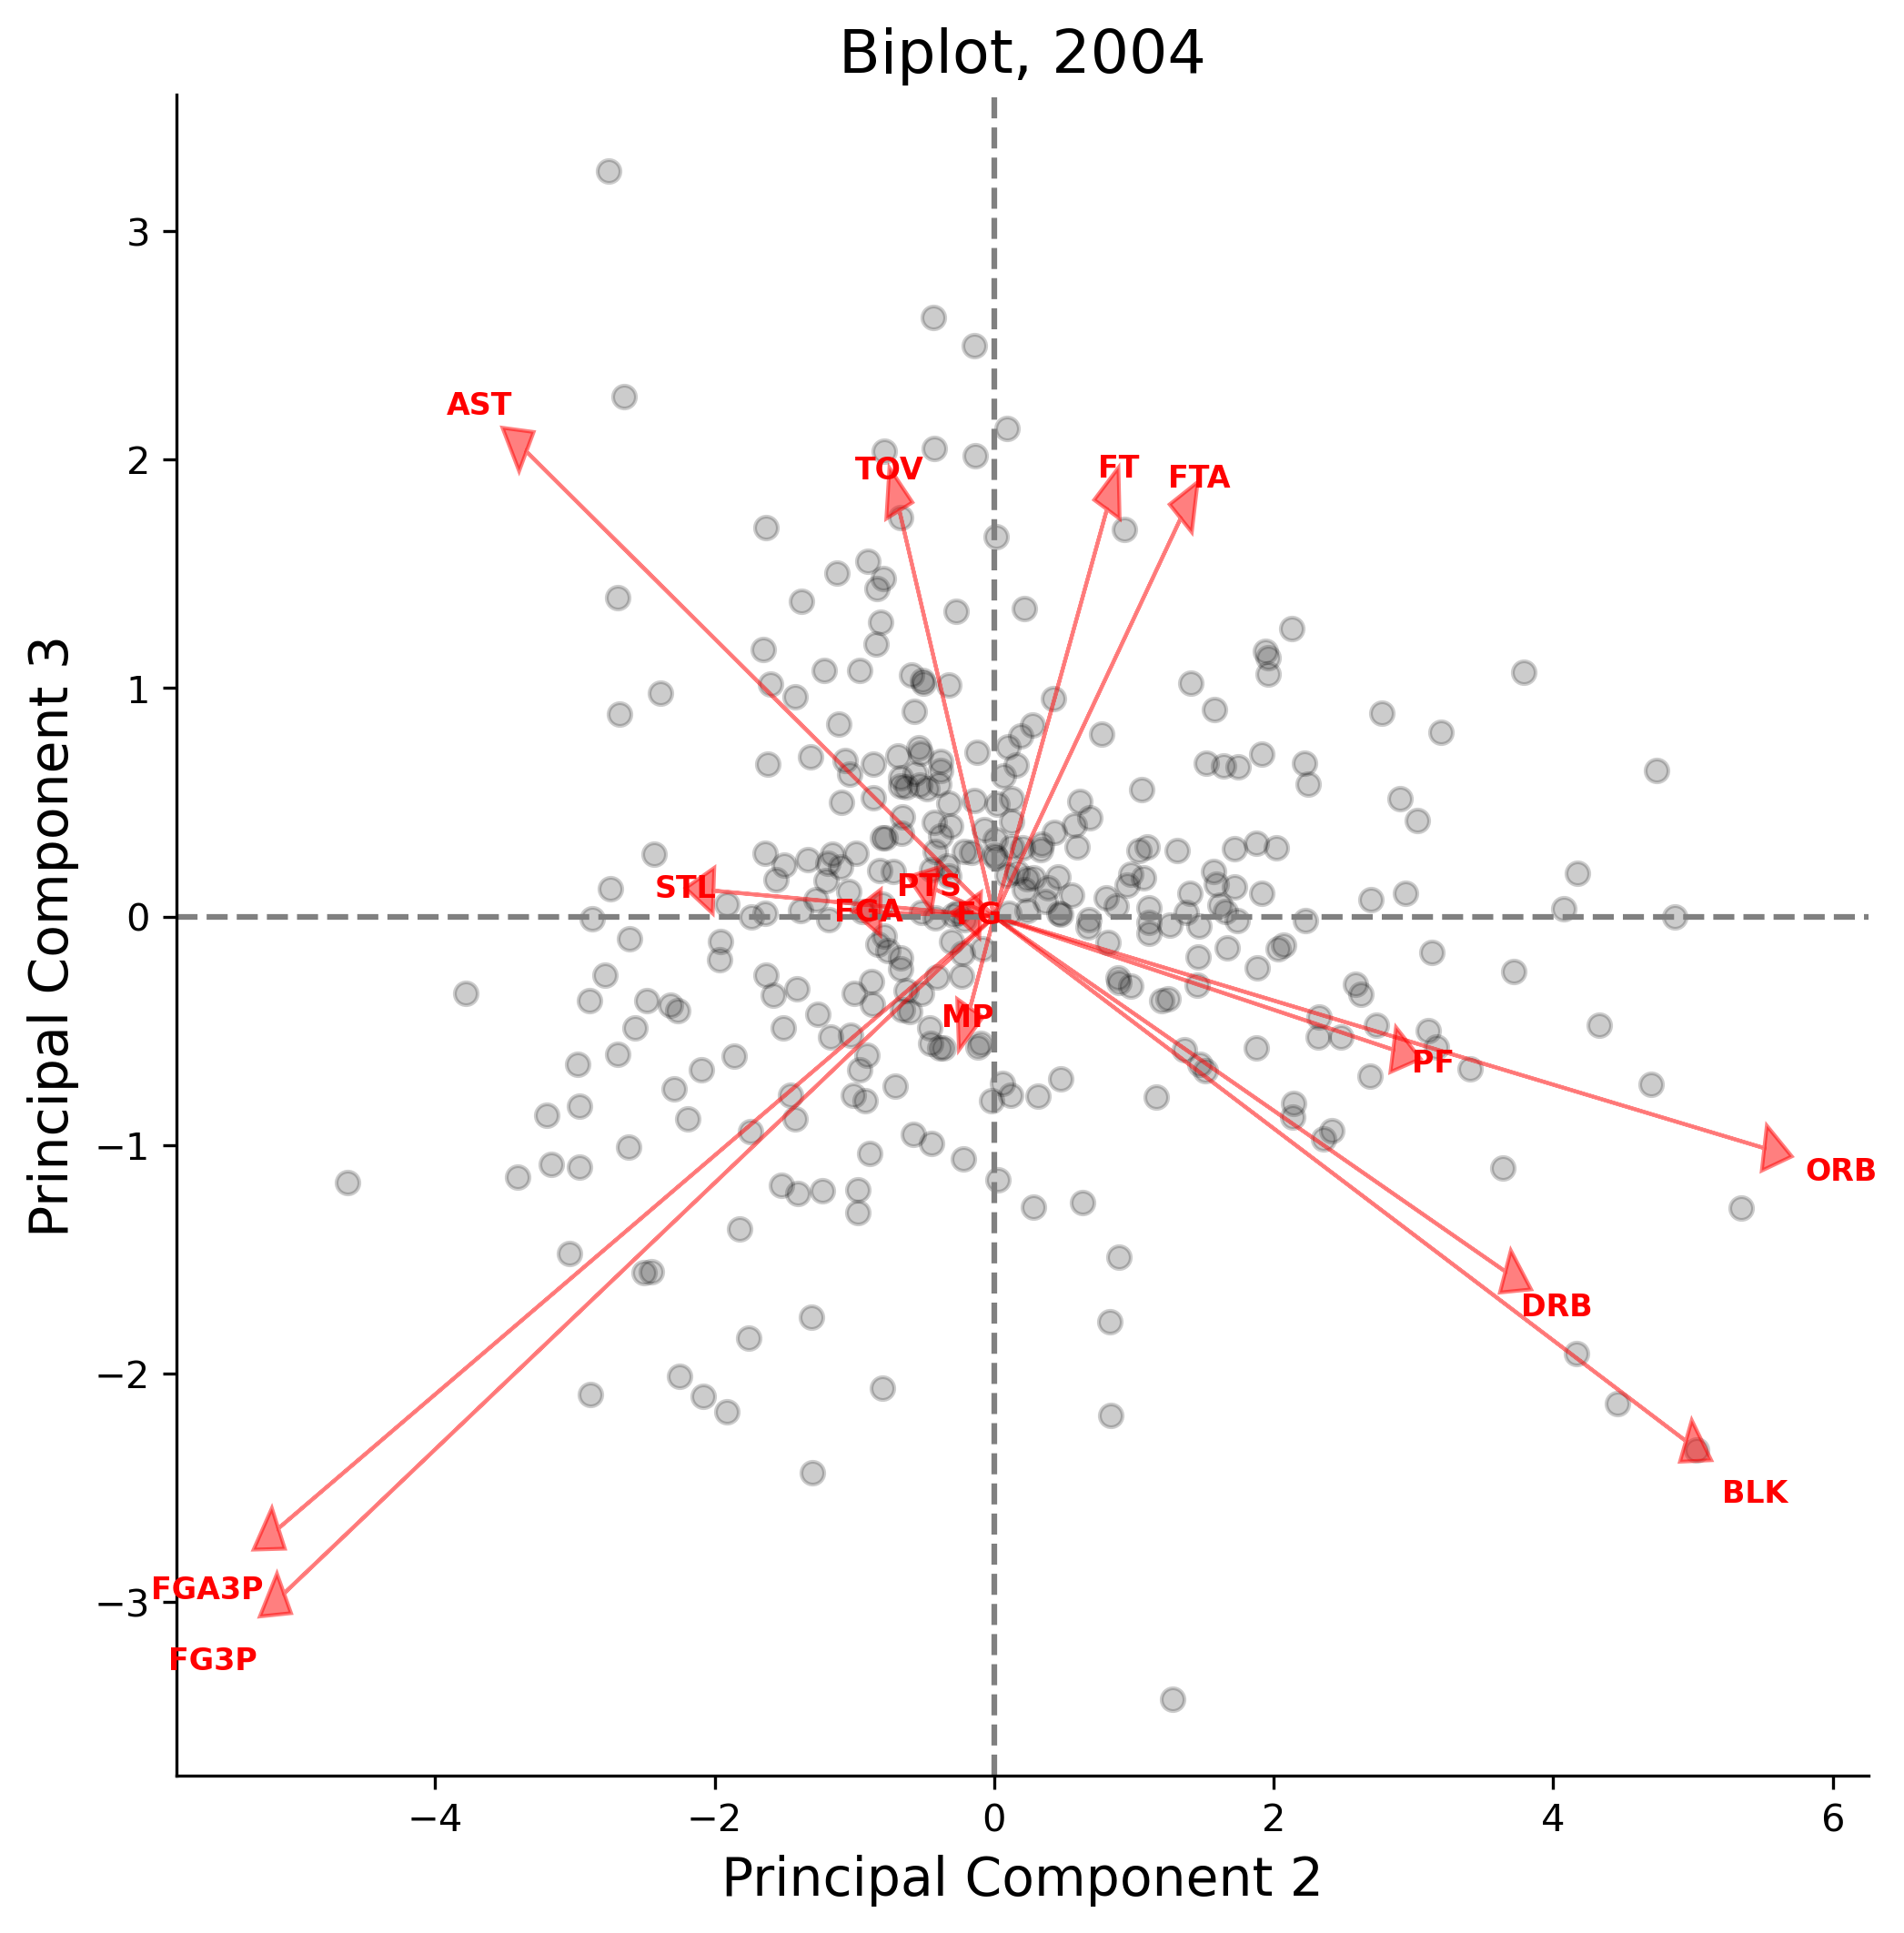 Biplot, 2004
Principal Component 3
3
2
1
0
−1
−2
−3
AST
TOV
FT
FTA
STL
PTS
FGA
FG
MP
PF
ORB
DRB
BLK
FGA3P
FG3P
−4
−2
0
2
4
6
Principal Component 2